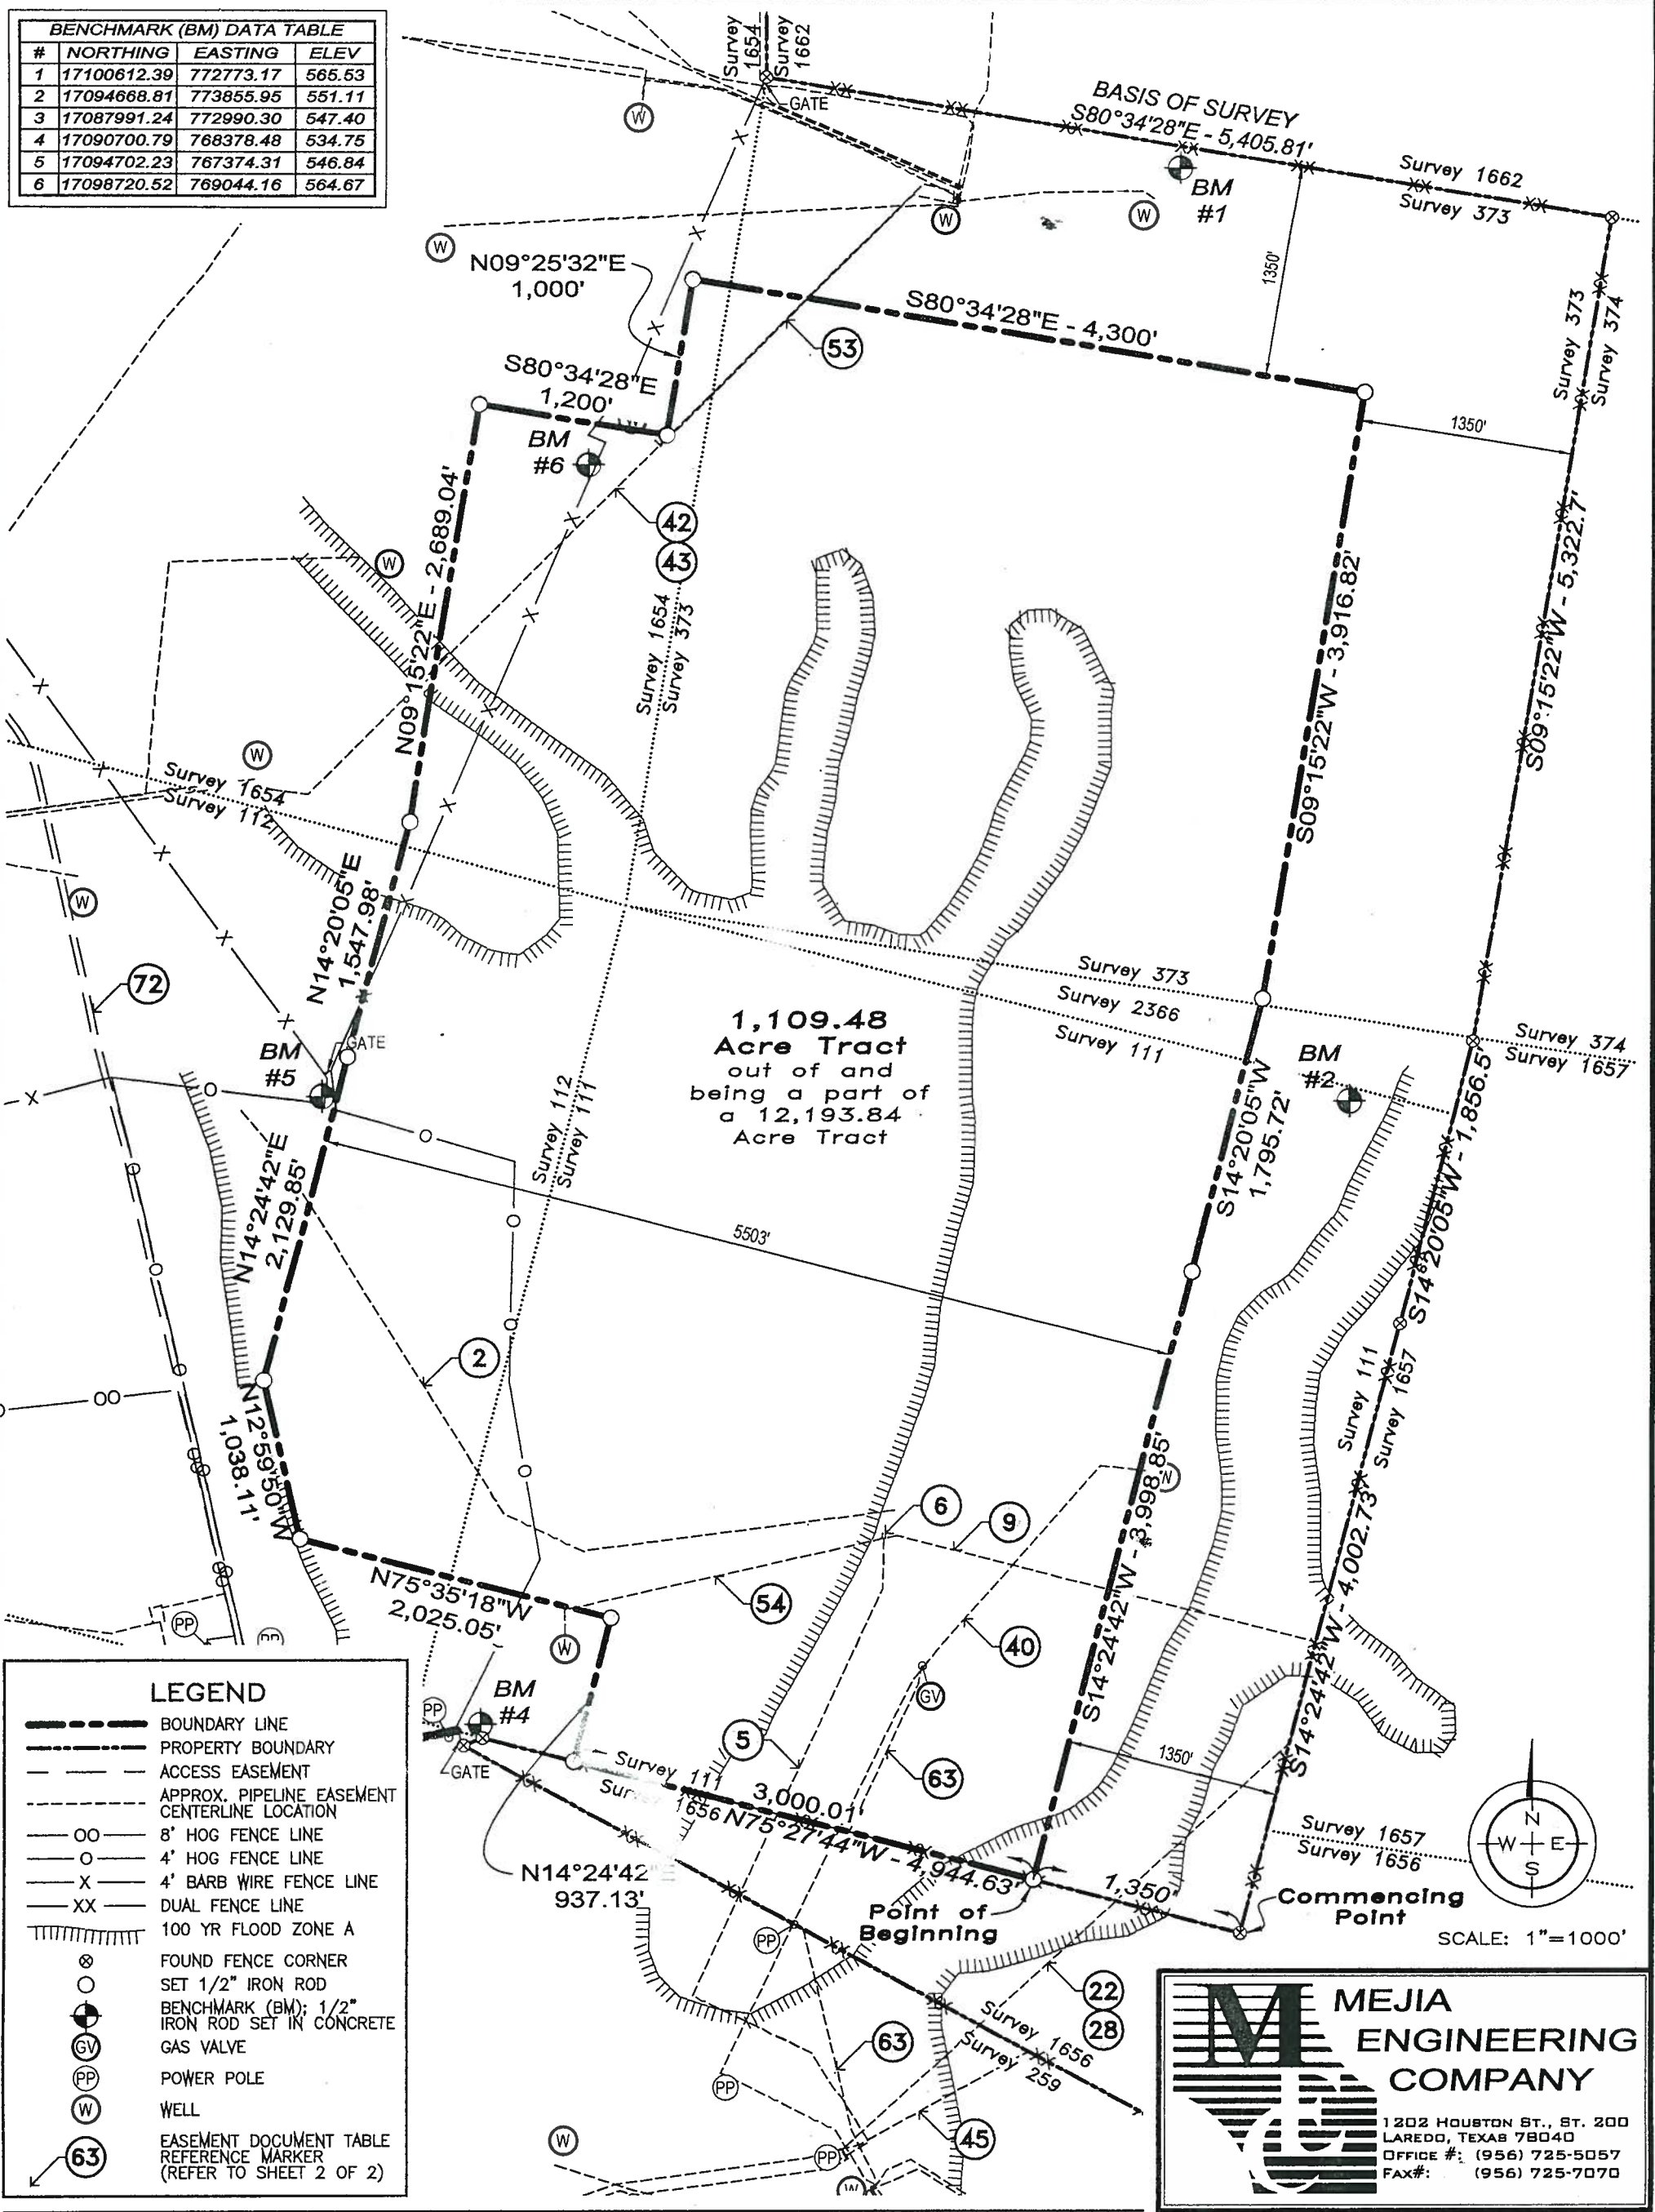 BENCHMARK (BM) DATA TABLE
# NORTHING EASTING ELEV
1 17100612.39 772773.17 565.53
2 17094668.81 773855.95 551.11
3 17087991.24 772990.30 547.40
4 17090700.79 768378.48 534.75
5 17094702.23 767374.31 546.84
6 17098720.52 769044.16 564.67
Survey 1654
Survey 1662
GATE
W
BASIS OF SURVEY
S80°34'28"E - 5,405.81'
Survey 1662
Survey 373
BM
#1
W
W
W
1350'
N09°25'32"E
1,000'
S80°34'28"E - 4,300'
53
Survey 373
Survey 374
S80°34'28"E
1,200'
BM
#6
1350'
42
43
W
N09°15'22"E - 2,689.04'
Survey 1654
Survey 373
S09°15'22"W - 3,916.82'
S09°15'22"W - 5,322.7'
W
Survey 1654
Survey 112
W
N14°20'05"E
1,547.98'
72
Survey 373
Survey 2366
Survey 111
Survey 374
Survey 1657
1,109.48
Acre Tract
out of and
being a part of
a 12,193.84
Acre Tract
BM
#5
GATE
BM
#2
S14°20'05"W
1,795.72'
S14°20'05"W - 1,856.5'
Survey 112
Survey 111
N14°24'42"E
2,129.85'
5503'
2
Survey 111
Survey 1657
OO
N12°59'50"W
1,038.11'
S14°24'42"W - 3,998.85'
S14°24'42"W - 4,002.73'
6
9
N75°35'18"W
2,025.05'
54
W
40
GV
PP
PP
BM
#4
GATE
5
63
1350'
Survey 111
1656
3,000.01'
N75°27'44"W - 4,944.63'
Survey 1657
Survey 1656
N14°24'42"
937.13'
1,350'
Point of
Beginning
Commencing
Point
N
W E
S
SCALE: 1"=1000'
PP
22
28
Survey 1656
Survey 259
63
PP
45
W
PP
W
LEGEND
BOUNDARY LINE
PROPERTY BOUNDARY
ACCESS EASEMENT
APPROX. PIPELINE EASEMENT
CENTERLINE LOCATION
OO 8' HOG FENCE LINE
O 4' HOG FENCE LINE
X 4' BARB WIRE FENCE LINE
XX DUAL FENCE LINE
100 YR FLOOD ZONE A
FOUND FENCE CORNER
SET 1/2" IRON ROD
BENCHMARK (BM); 1/2"
IRON ROD SET IN CONCRETE
GV GAS VALVE
PP POWER POLE
W WELL
63 EASEMENT DOCUMENT TABLE
REFERENCE MARKER
(REFER TO SHEET 2 OF 2)
MEJIA
ENGINEERING
COMPANY
1202 HOUSTON ST., ST. 200
LAREDO, TEXAS 78040
OFFICE #: (956) 725-5057
FAX#: (956) 725-7070